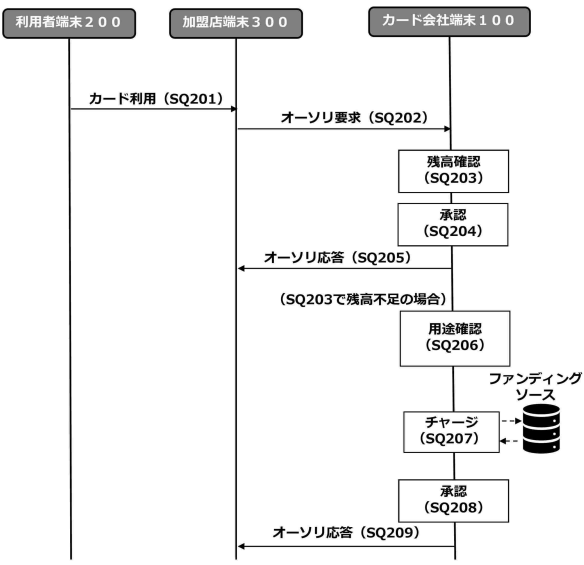 利用者端末２００
加盟店端末３００
カード会社端末１００
カード利用（SQ201）
オーソリ要求（SQ202）
残高確認
（SQ203）
承認
（SQ204）
オーソリ応答（SQ205）
（SQ203で残高不足の場合）
用途確認
（SQ206）
ファンディング
ソース
チャージ
（SQ207）
承認
（SQ208）
オーソリ応答（SQ209）